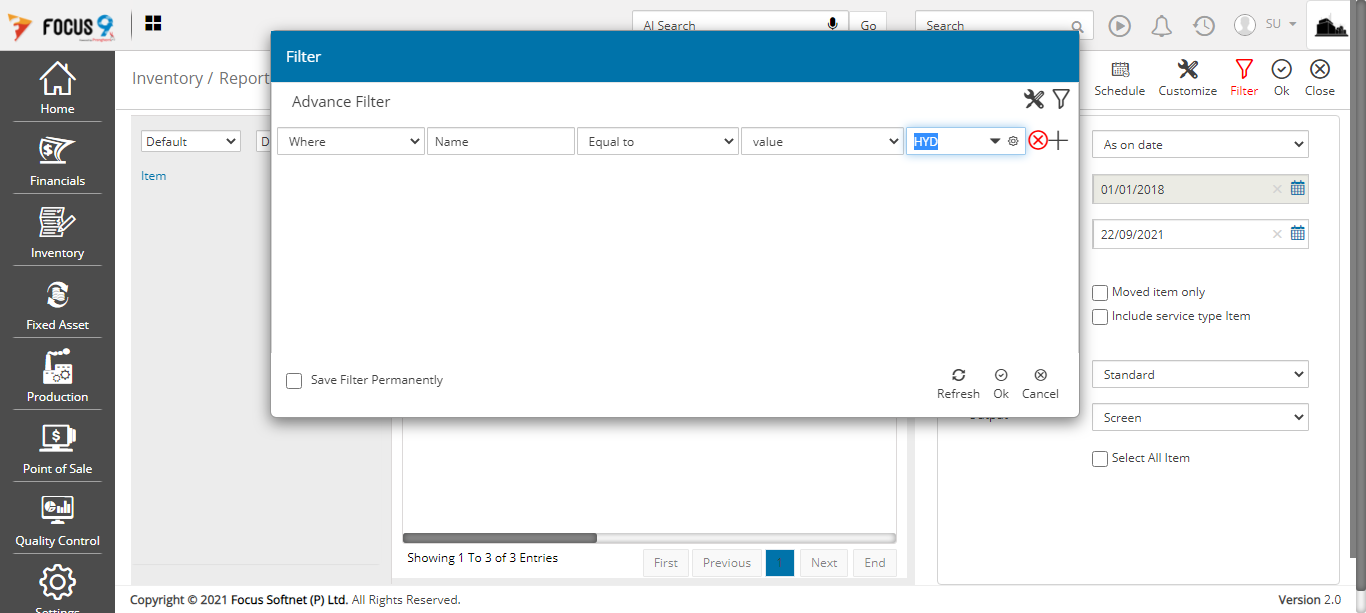 FOCUS 9
AI Search
Go
Search
SU
Filter
Inventory / Report
Schedule
Customize
Filter
Ok
Close
Advance Filter
Where
Name
Equal to
value
HYD
Default
D
Item
As on date
01/01/2018
22/09/2021
Moved item only
Include service type Item
Standard
Screen
Select All Item
Save Filter Permanently
Refresh
Ok
Cancel
Home
Financials
Inventory
Fixed Asset
Production
Point of Sale
Quality Control
Settings
Showing 1 To 3 of 3 Entries
First
Previous
1
Next
End
Copyright © 2021 Focus Softnet (P) Ltd. All Rights Reserved.
Version 2.0